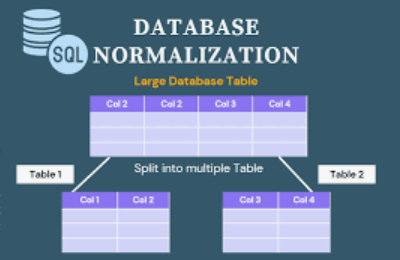 SQL
DATABASE
NORMALIZATION
Large Database Table
Col 2 Col 2 Col 3 Col 4
Split into multiple Table
Table 1
Table 2
Col 1 Col 2
Col 3 Col 4